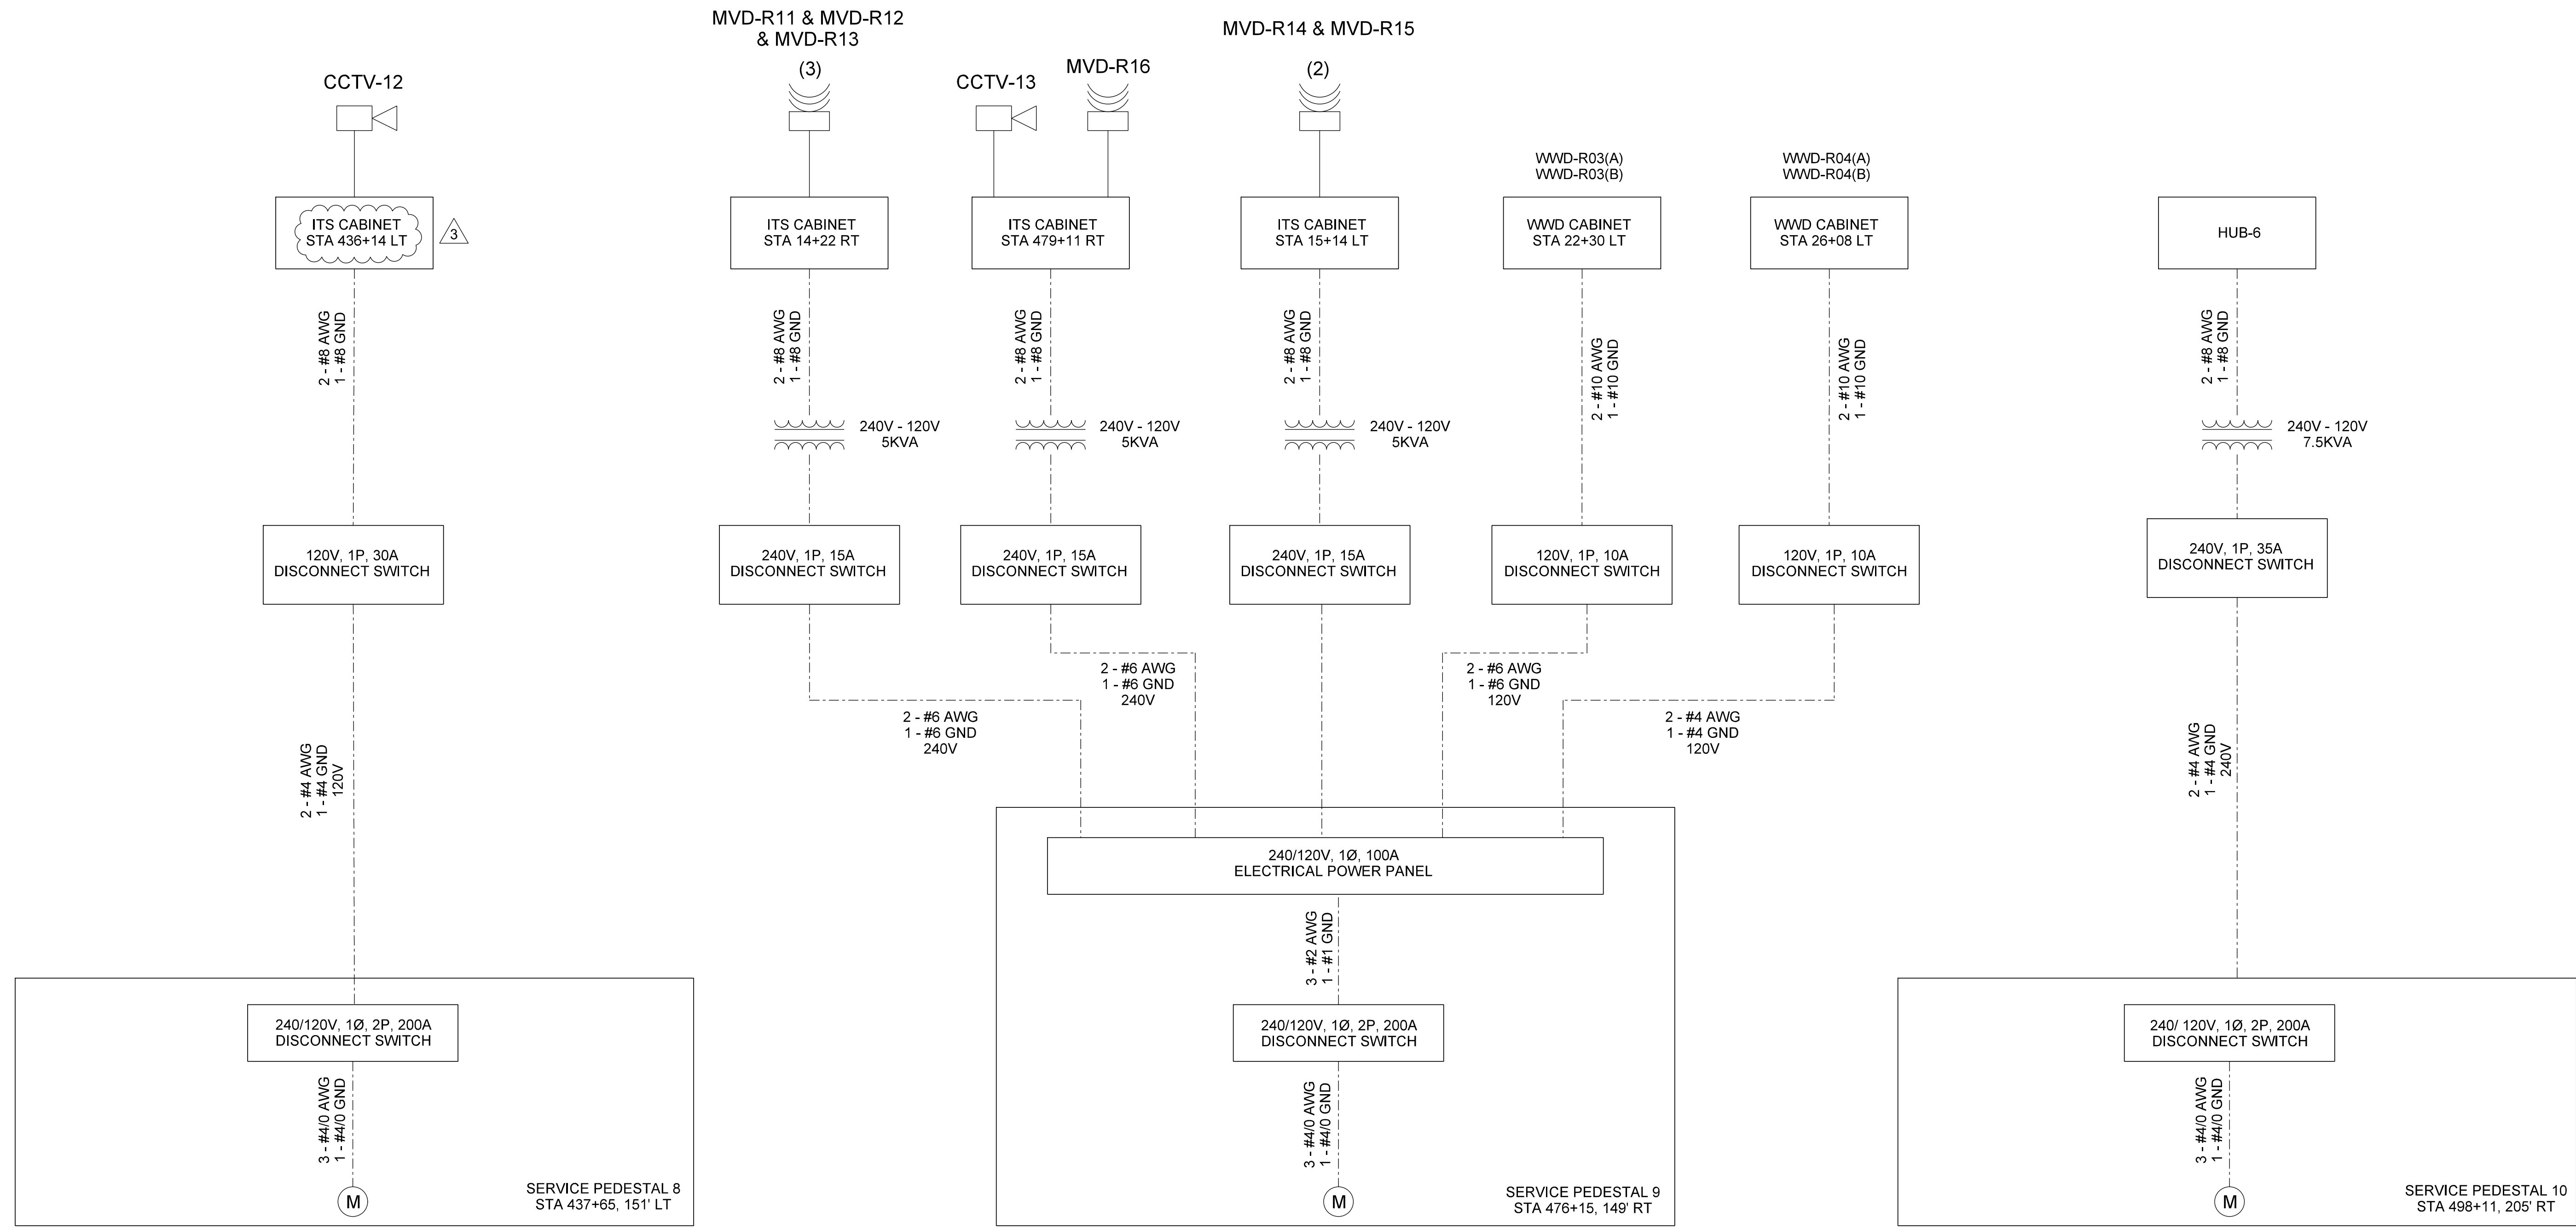 MVD-R11 & MVD-R12
& MVD-R13
(3)
MVD-R14 & MVD-R15
(2)
CCTV-12
CCTV-13
MVD-R16
WWD-R03(A)
WWD-R03(B)
WWD-R04(A)
WWD-R04(B)
ITS CABINET
STA 436+14 LT
3
ITS CABINET
STA 14+22 RT
ITS CABINET
STA 479+11 RT
ITS CABINET
STA 15+14 LT
WWD CABINET
STA 22+30 LT
WWD CABINET
STA 26+08 LT
HUB-6
2 - #8 AWG
1 - #8 GND
2 - #8 AWG
1 - #8 GND
2 - #8 AWG
1 - #8 GND
2 - #8 AWG
1 - #8 GND
2 - #10 AWG
1 - #10 GND
2 - #10 AWG
1 - #10 GND
2 - #8 AWG
1 - #8 GND
240V - 120V
5KVA
240V - 120V
5KVA
240V - 120V
5KVA
240V - 120V
7.5KVA
120V, 1P, 30A
DISCONNECT SWITCH
240V, 1P, 15A
DISCONNECT SWITCH
240V, 1P, 15A
DISCONNECT SWITCH
240V, 1P, 15A
DISCONNECT SWITCH
120V, 1P, 10A
DISCONNECT SWITCH
120V, 1P, 10A
DISCONNECT SWITCH
240V, 1P, 35A
DISCONNECT SWITCH
2 - #6 AWG
1 - #6 GND
240V
2 - #6 AWG
1 - #6 GND
120V
2 - #6 AWG
1 - #6 GND
240V
2 - #4 AWG
1 - #4 GND
120V
2 - #4 AWG
1 - #4 GND
120V
2 - #4 AWG
1 - #4 GND
240V
240/120V, 1Ø, 100A
ELECTRICAL POWER PANEL
3 - #2 AWG
1 - #1 GND
240/120V, 1Ø, 2P, 200A
DISCONNECT SWITCH
240/120V, 1Ø, 2P, 200A
DISCONNECT SWITCH
240/ 120V, 1Ø, 2P, 200A
DISCONNECT SWITCH
3 - #4/0 AWG
1 - #4/0 GND
3 - #4/0 AWG
1 - #4/0 GND
3 - #4/0 AWG
1 - #4/0 GND
M
SERVICE PEDESTAL 8
STA 437+65, 151' LT
M
SERVICE PEDESTAL 9
STA 476+15, 149' RT
M
SERVICE PEDESTAL 10
STA 498+11, 205' RT